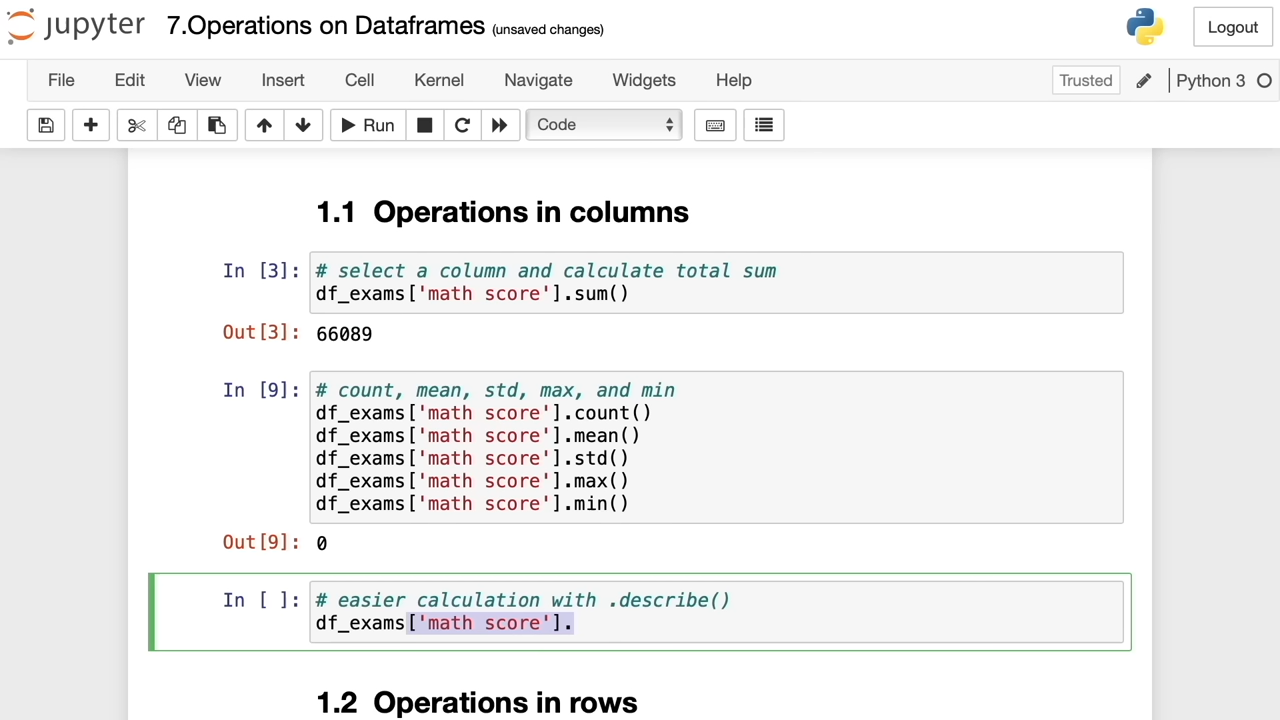 jupyter 7.Operations on Dataframes (unsaved changes) Logout
File Edit View Insert Cell Kernel Navigate Widgets Help Trusted Python 3
Run Code
1.1 Operations in columns
In [3]: # select a column and calculate total sum
df_exams['math score'].sum()
Out[3]: 66089
In [9]: # count, mean, std, max, and min
df_exams['math score'].count()
df_exams['math score'].mean()
df_exams['math score'].std()
df_exams['math score'].max()
df_exams['math score'].min()
Out[9]: 0
In [ ]: # easier calculation with .describe()
df_exams['math score'].
1.2 Operations in rows